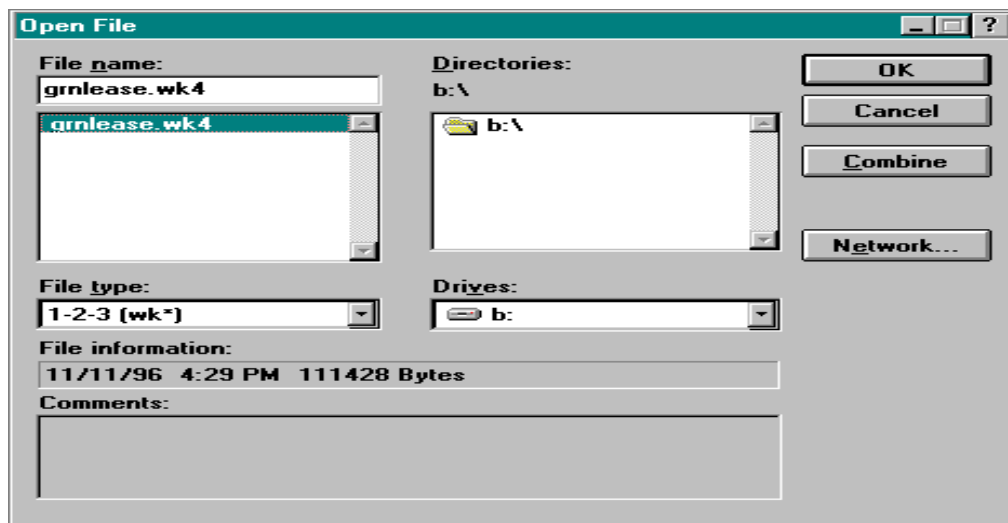 Open File
?
File name:
grnlease.wk4
grnlease.wk4
Directories:
b:\
b:\
OK
Cancel
Combine
Network...
File type:
1-2-3 (wk*)
Drives:
b:
File information:
11/11/96 4:29 PM 111428 Bytes
Comments: